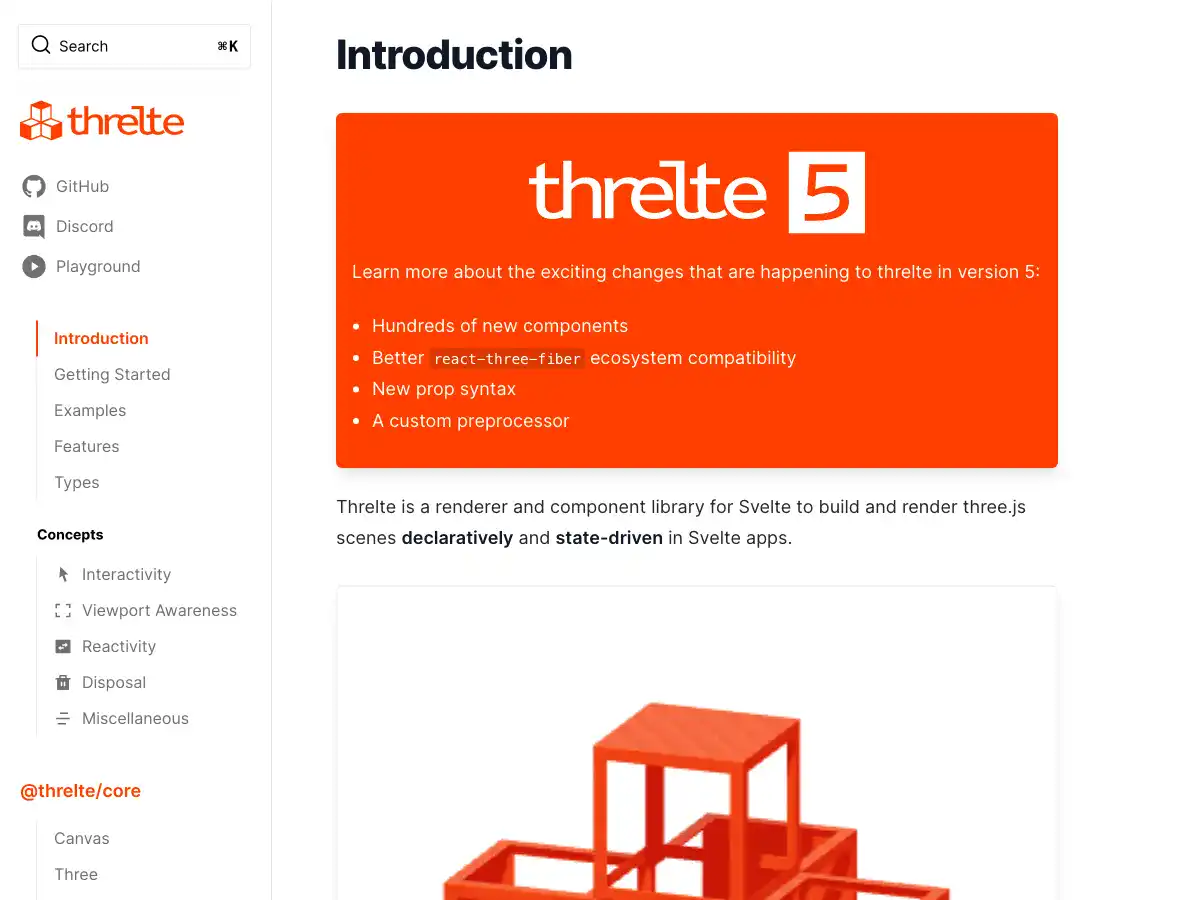 Search ⌘K
threlte
GitHub
Discord
Playground
Introduction
Getting Started
Examples
Features
Types
Concepts
Interactivity
Viewport Awareness
Reactivity
Disposal
Miscellaneous
@threlte/core
Canvas
Three
Introduction
threlte 5
Learn more about the exciting changes that are happening to threlte in version 5:
• Hundreds of new components
• Better react-three-fiber ecosystem compatibility
• New prop syntax
• A custom preprocessor
Threlte is a renderer and component library for Svelte to build and render three.js
scenes declaratively and state-driven in Svelte apps.